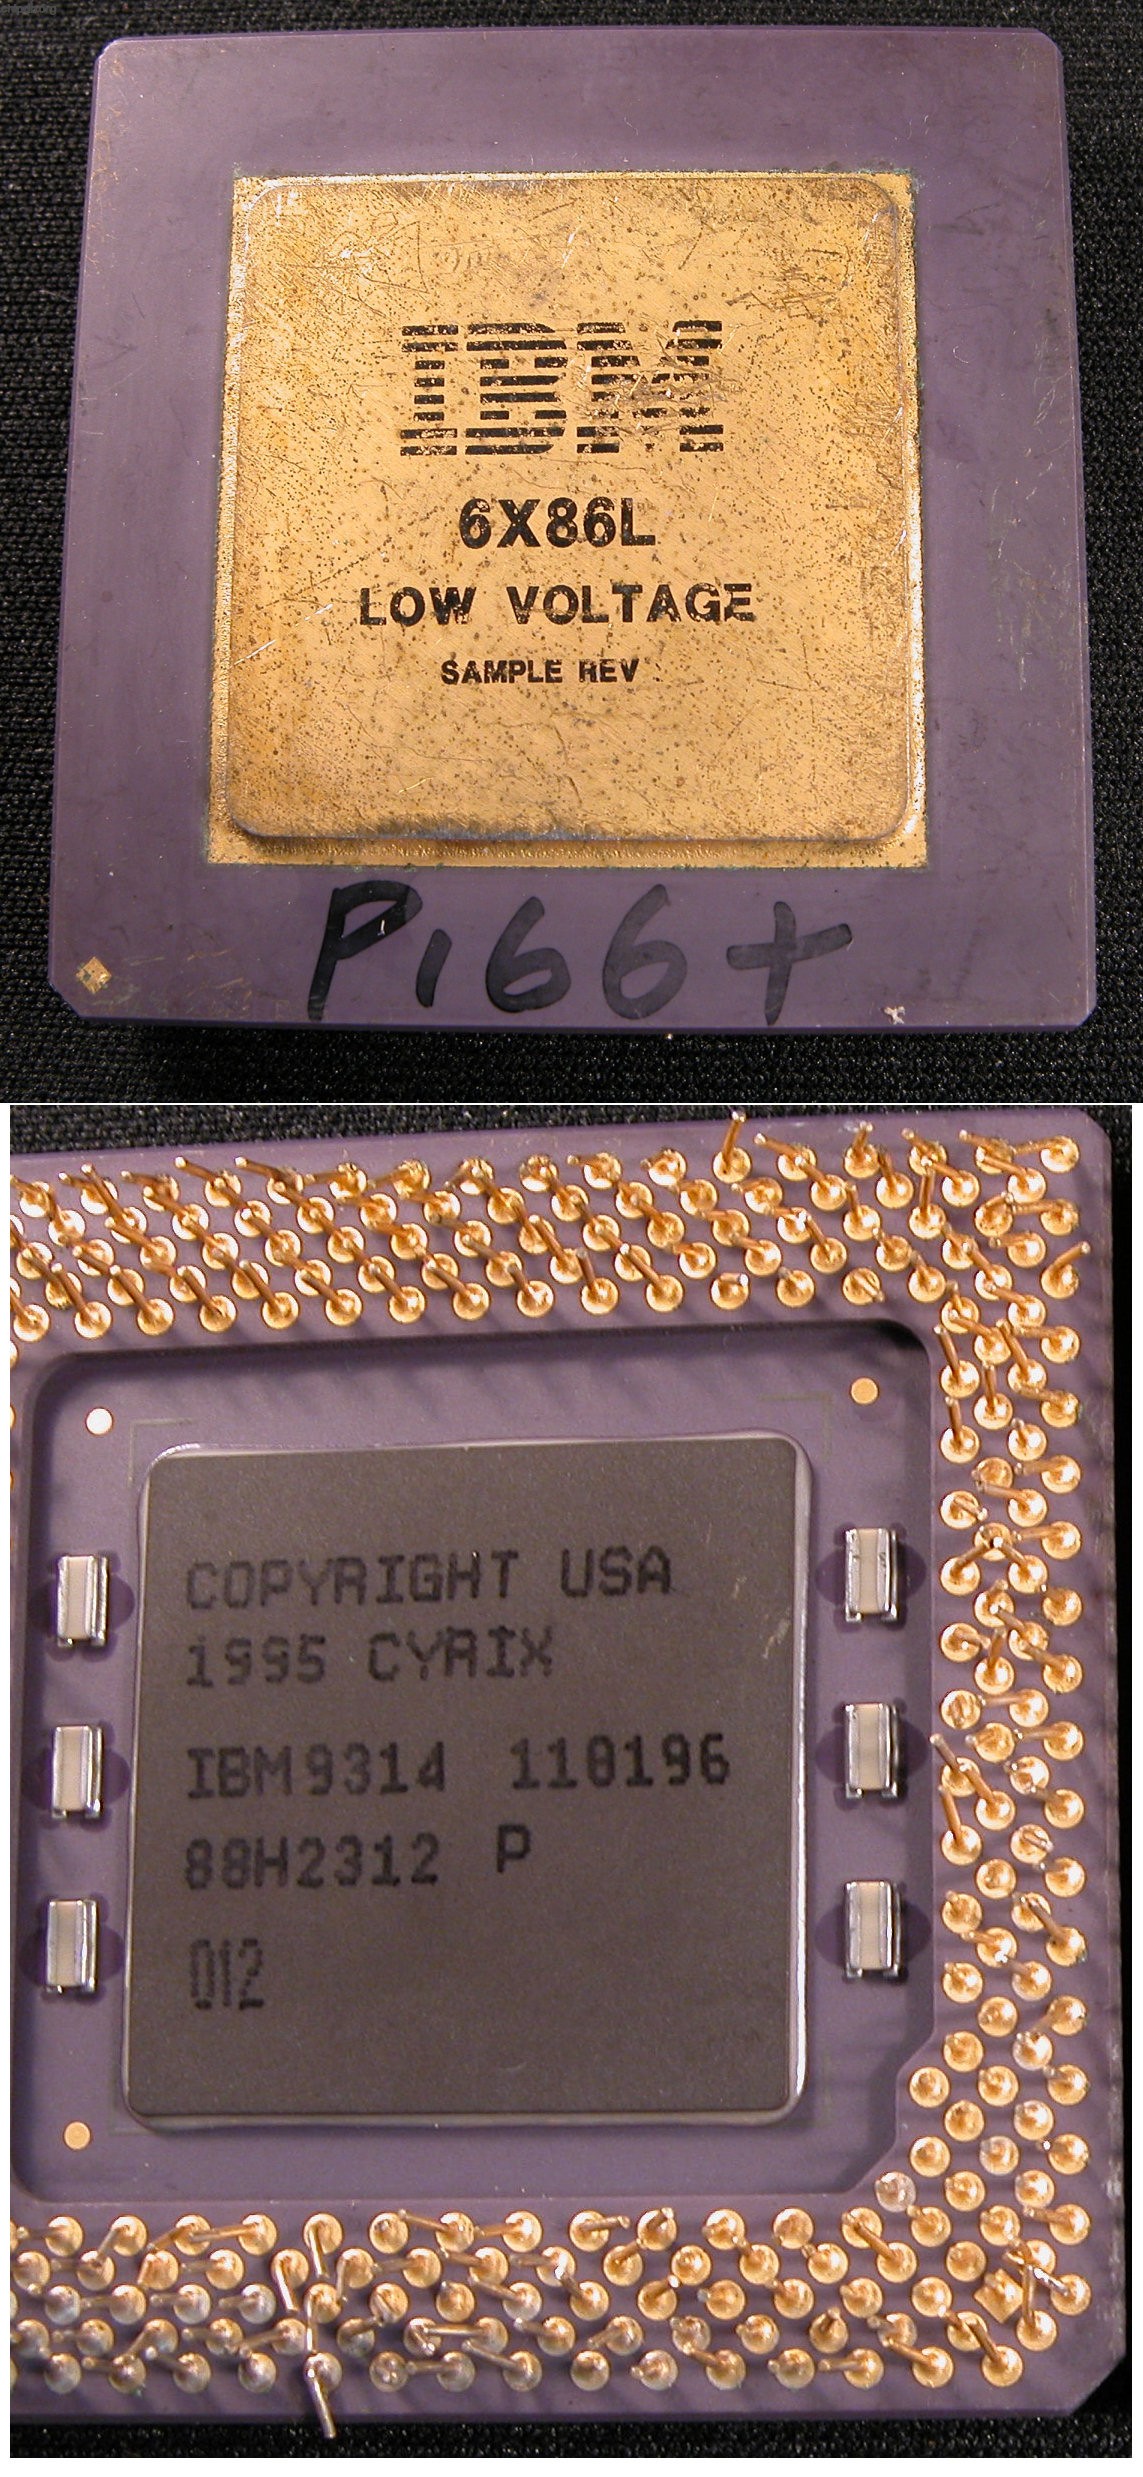 IBM
6X86L
LOW VOLTAGE
SAMPLE REV
P166+
COPYRIGHT USA
1995 CYRIX
IBM9314 110196
88H2312 P
012